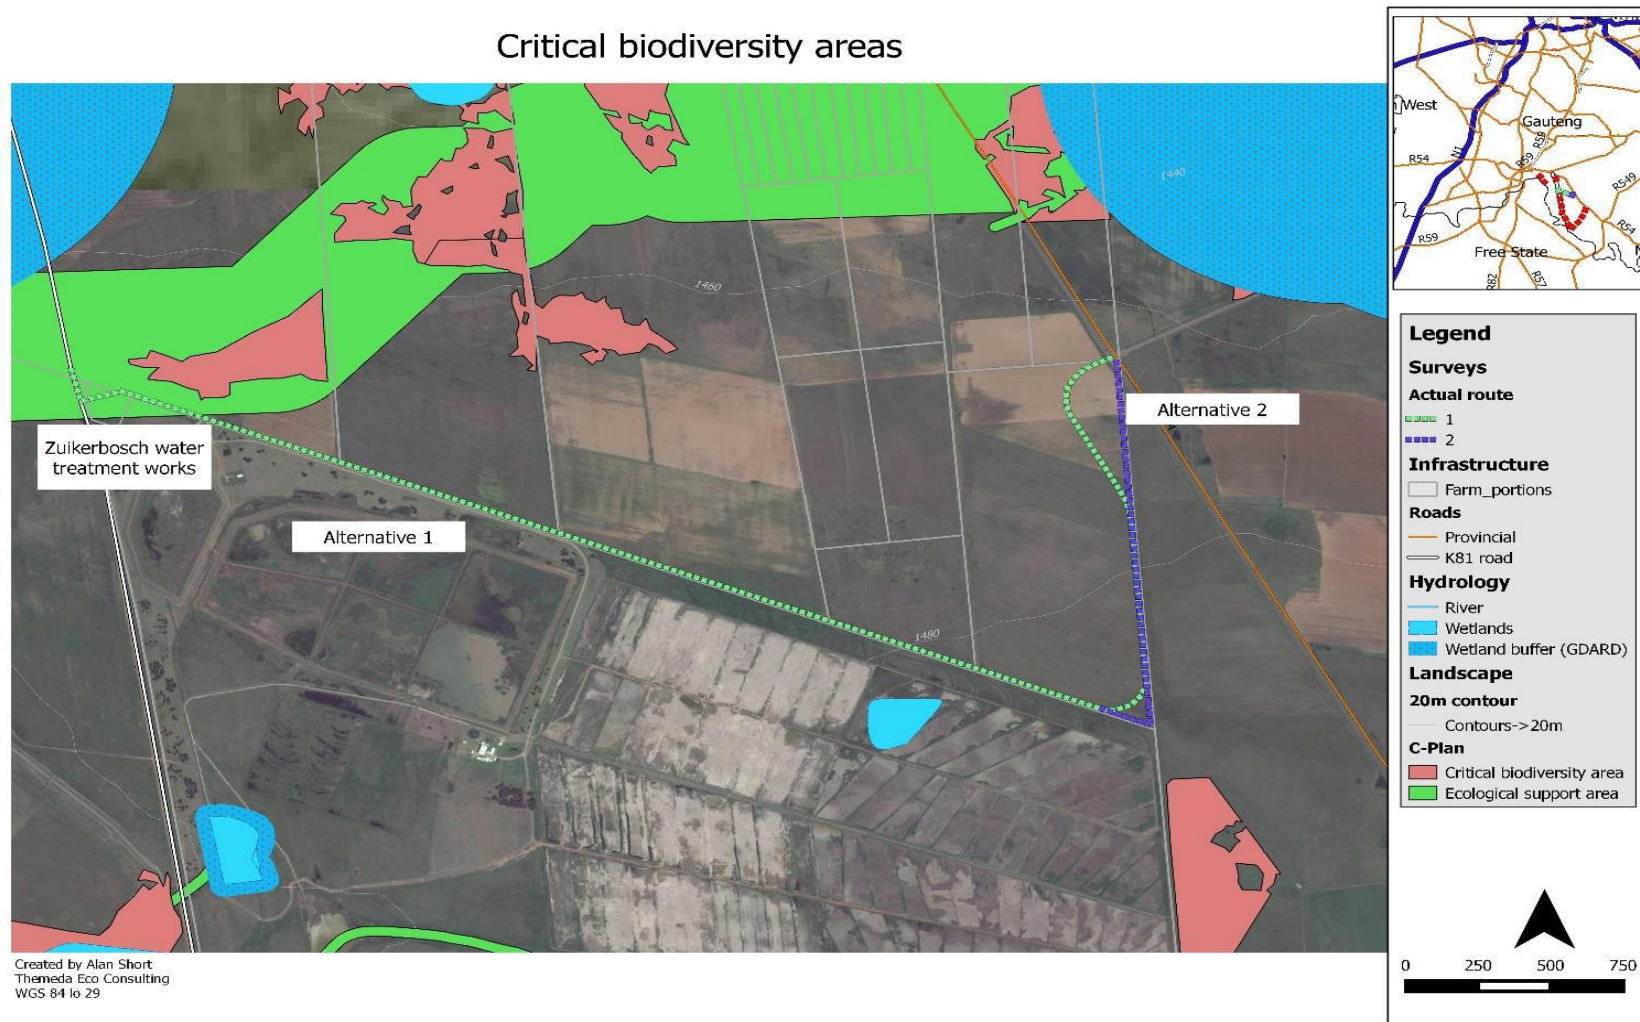 Critical biodiversity areas
West
Gauteng
R59
R54
N1
R59
R549
R59
R54
Free State
R82
R57
1440
1460
Alternative 2
Zuikerbosch water
treatment works
Alternative 1
1480
Legend
Surveys
Actual route
1
2
Infrastructure
Farm_portions
Roads
Provincial
K81 road
Hydrology
River
Wetlands
Wetland buffer (GDARD)
Landscape
20m contour
Contours->20m
C-Plan
Critical biodiversity area
Ecological support area
0 250 500 750
Created by Alan Short
Themeda Eco Consulting
WGS 84 lo 29